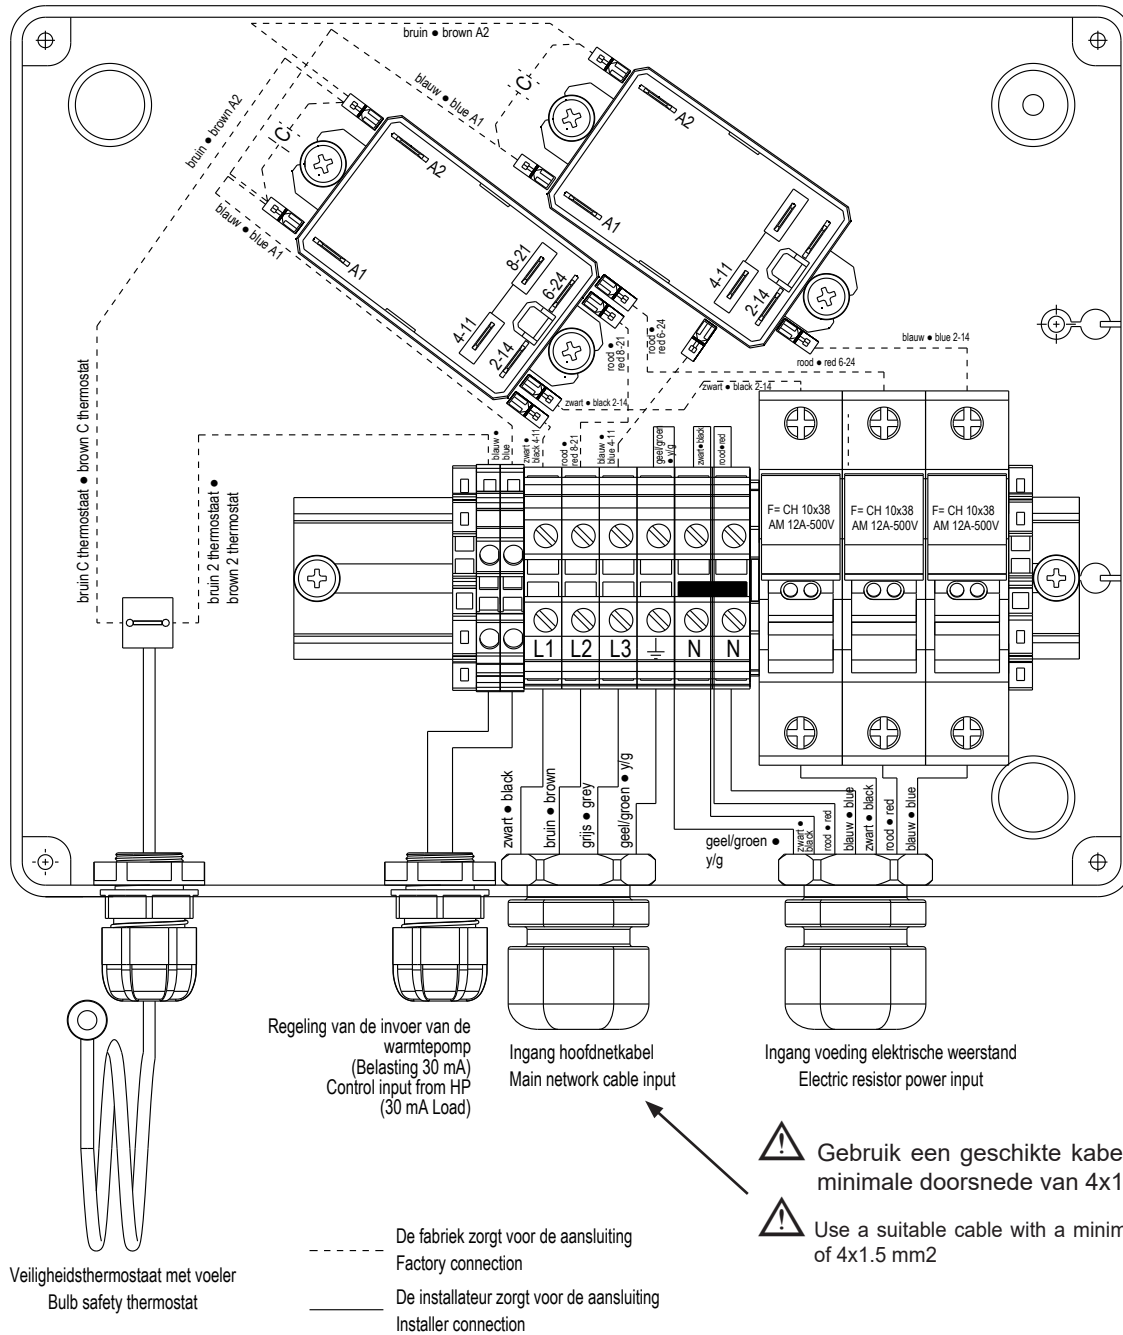 bruin ● brown A2
blauw ● blue A1
bruin ● brown A2
blauw ● blue A1
C
C
A2
A1
8-21
6-24
4-11
2-14
A2
A1
4-11
2-14
rood ●
red 8-21
rood ●
red 6-24
blauw ● blue 2-14
rood ● red 6-24
zwart ● black 2-14
zwart ● black 2-14
bruin C thermostaat ● brown C thermostat
bruin 2 thermostaat ●
brown 2 thermostat
blauw ●
blue
zwart ●
black 4-11
rood ●
red 8-21
blauw ●
blue 4-11
geel/groen
● y/g
zwart●black
rood●red
F= CH 10x38
AM 12A-500V
F= CH 10x38
AM 12A-500V
F= CH 10x38
AM 12A-500V
L1
L2
L3
N
N
zwart ● black
bruin ● brown
grijs ● grey
geel/groen ● y/g
geel/groen ●
y/g
zwart ●
black
rood ● red
blauw ● blue
zwart ● black
rood ● red
blauw ● blue
Regeling van de invoer van de
warmtepomp
(Belasting 30 mA)
Control input from HP
(30 mA Load)
Ingang hoofdnetkabel
Main network cable input
Ingang voeding elektrische weerstand
Electric resistor power input
Gebruik een geschikte kabe
minimale doorsnede van 4x1
Use a suitable cable with a minim
of 4x1.5 mm2
Veiligheidsthermostaat met voeler
Bulb safety thermostat
De fabriek zorgt voor de aansluiting
Factory connection
De installateur zorgt voor de aansluiting
Installer connection